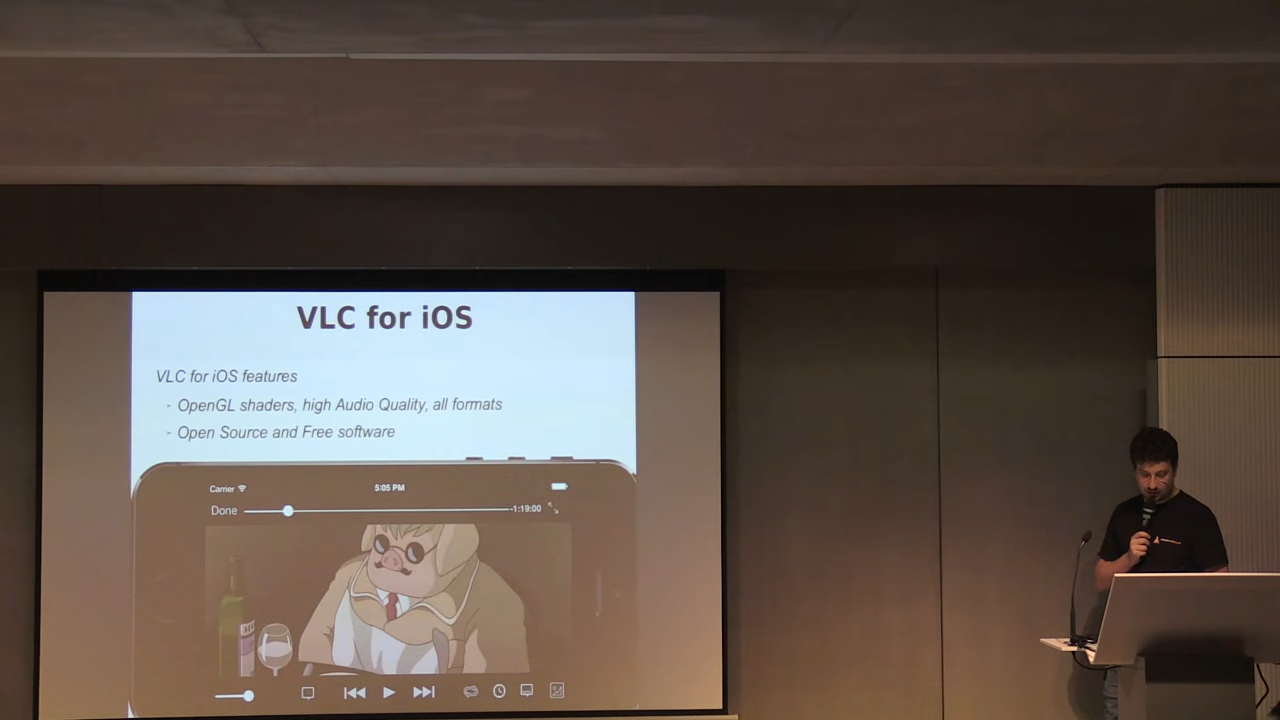 VLC for iOS
VLC for iOS features
- OpenGL shaders, high Audio Quality, all formats
- Open Source and Free software
Carrier 5:05 PM
Done -1:19:00